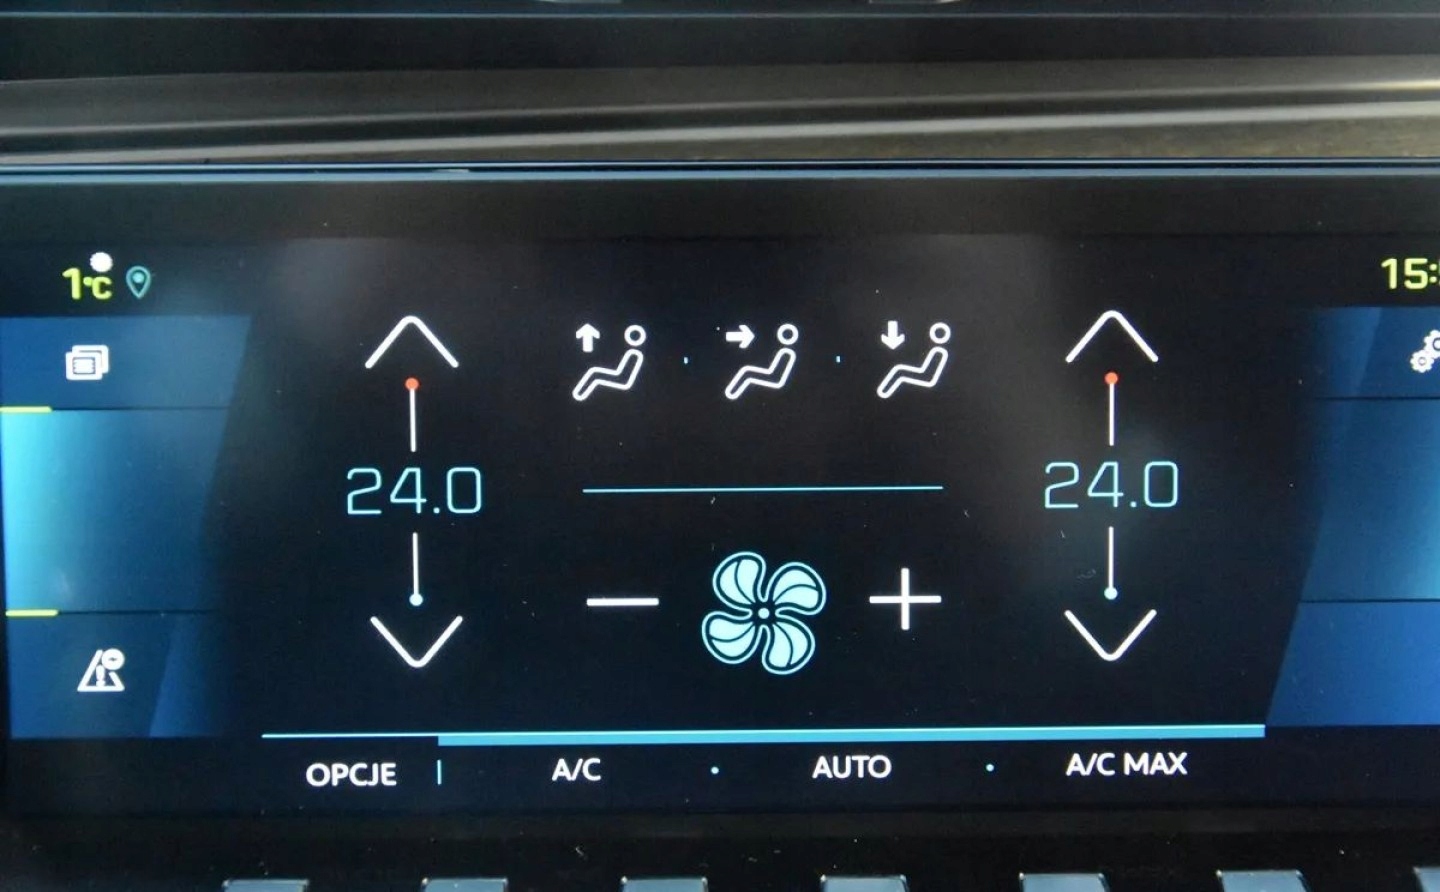 1°C
15:
24.0
24.0
OPCJE
A/C
AUTO
A/C MAX